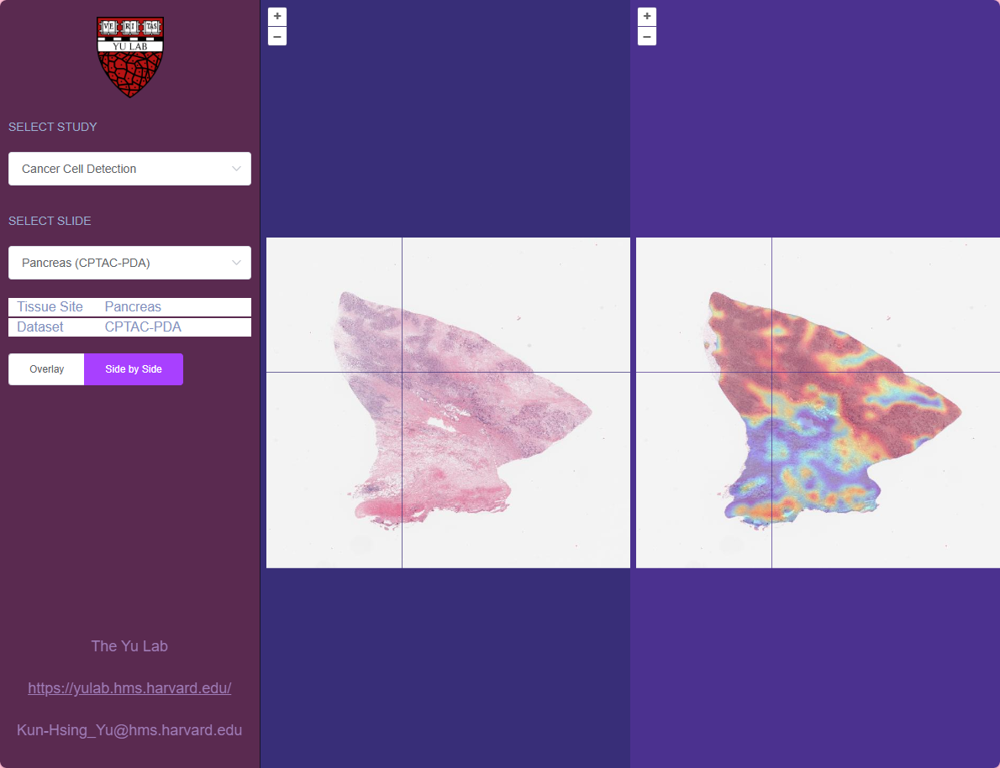 VE RI TAS
YU LAB
SELECT STUDY
Cancer Cell Detection
SELECT SLIDE
Pancreas (CPTAC-PDA)
Tissue Site Pancreas
Dataset CPTAC-PDA
Overlay Side by Side
The Yu Lab
https://yulab.hms.harvard.edu/
Kun-Hsing_Yu@hms.harvard.edu
+
−
+
−